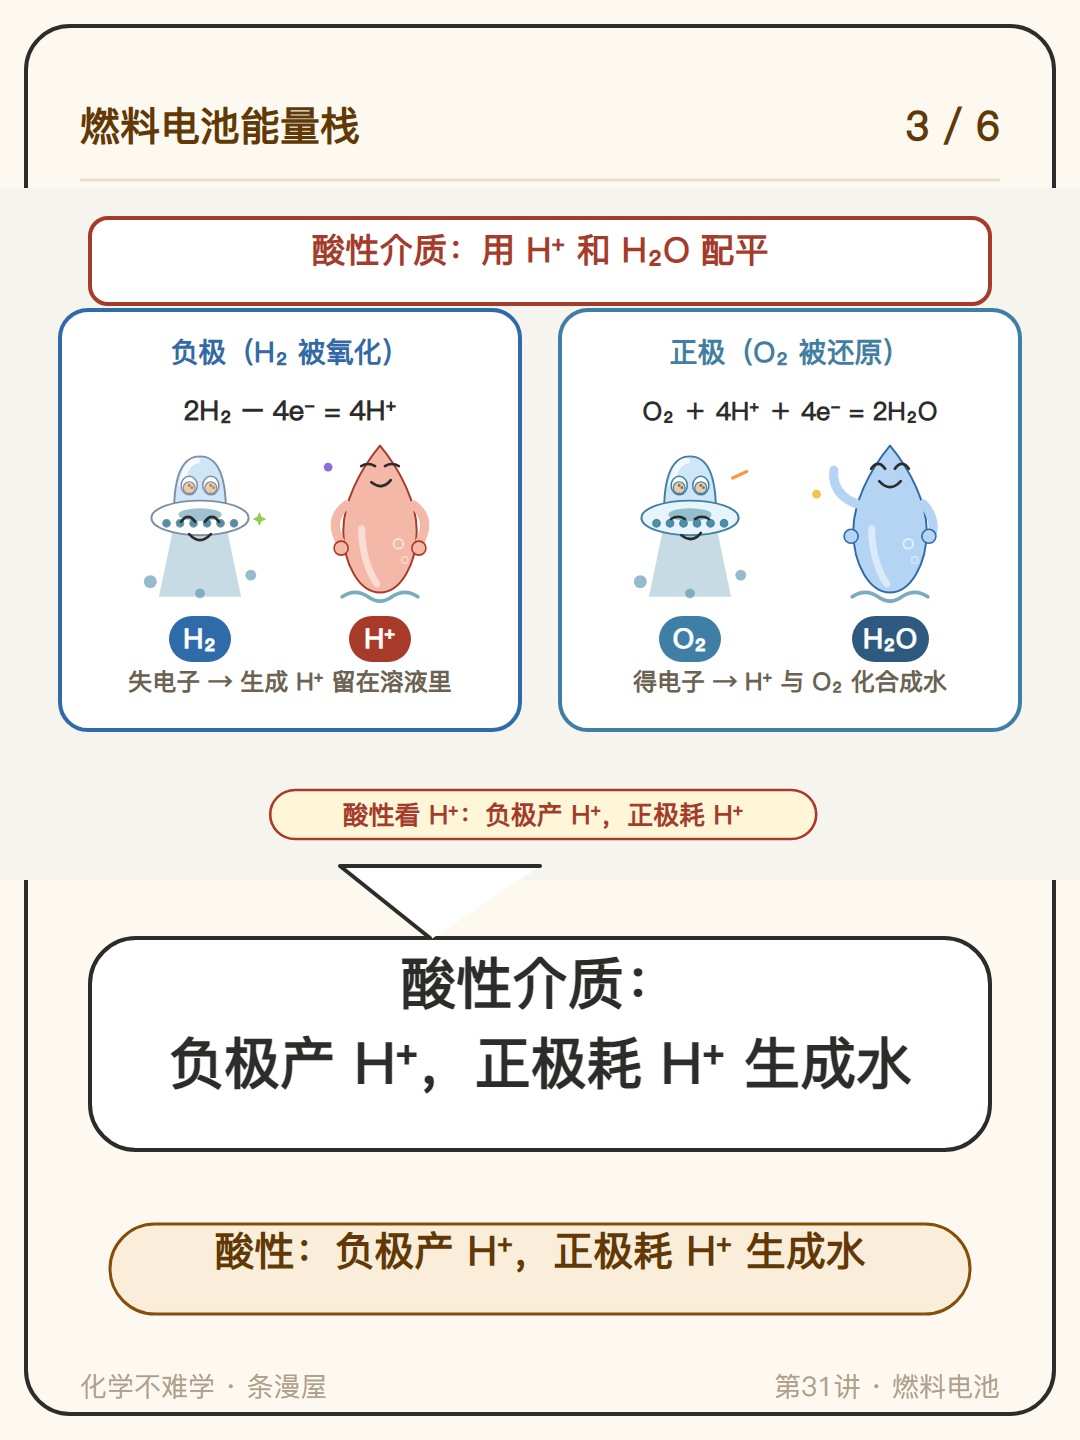 燃料电池能量栈
3 / 6
酸性介质：用 H⁺ 和 H₂O 配平
负极（H₂ 被氧化）
2H₂ － 4e⁻ = 4H⁺
H₂
H⁺
失电子 → 生成 H⁺ 留在溶液里
正极（O₂ 被还原）
O₂ ＋ 4H⁺ ＋ 4e⁻ = 2H₂O
O₂
H₂O
得电子 → H⁺ 与 O₂ 化合成水
酸性看 H⁺：负极产 H⁺，正极耗 H⁺
酸性介质：
负极产 H⁺，正极耗 H⁺ 生成水
酸性：负极产 H⁺，正极耗 H⁺ 生成水
化学不难学 · 条漫屋
第31讲 · 燃料电池